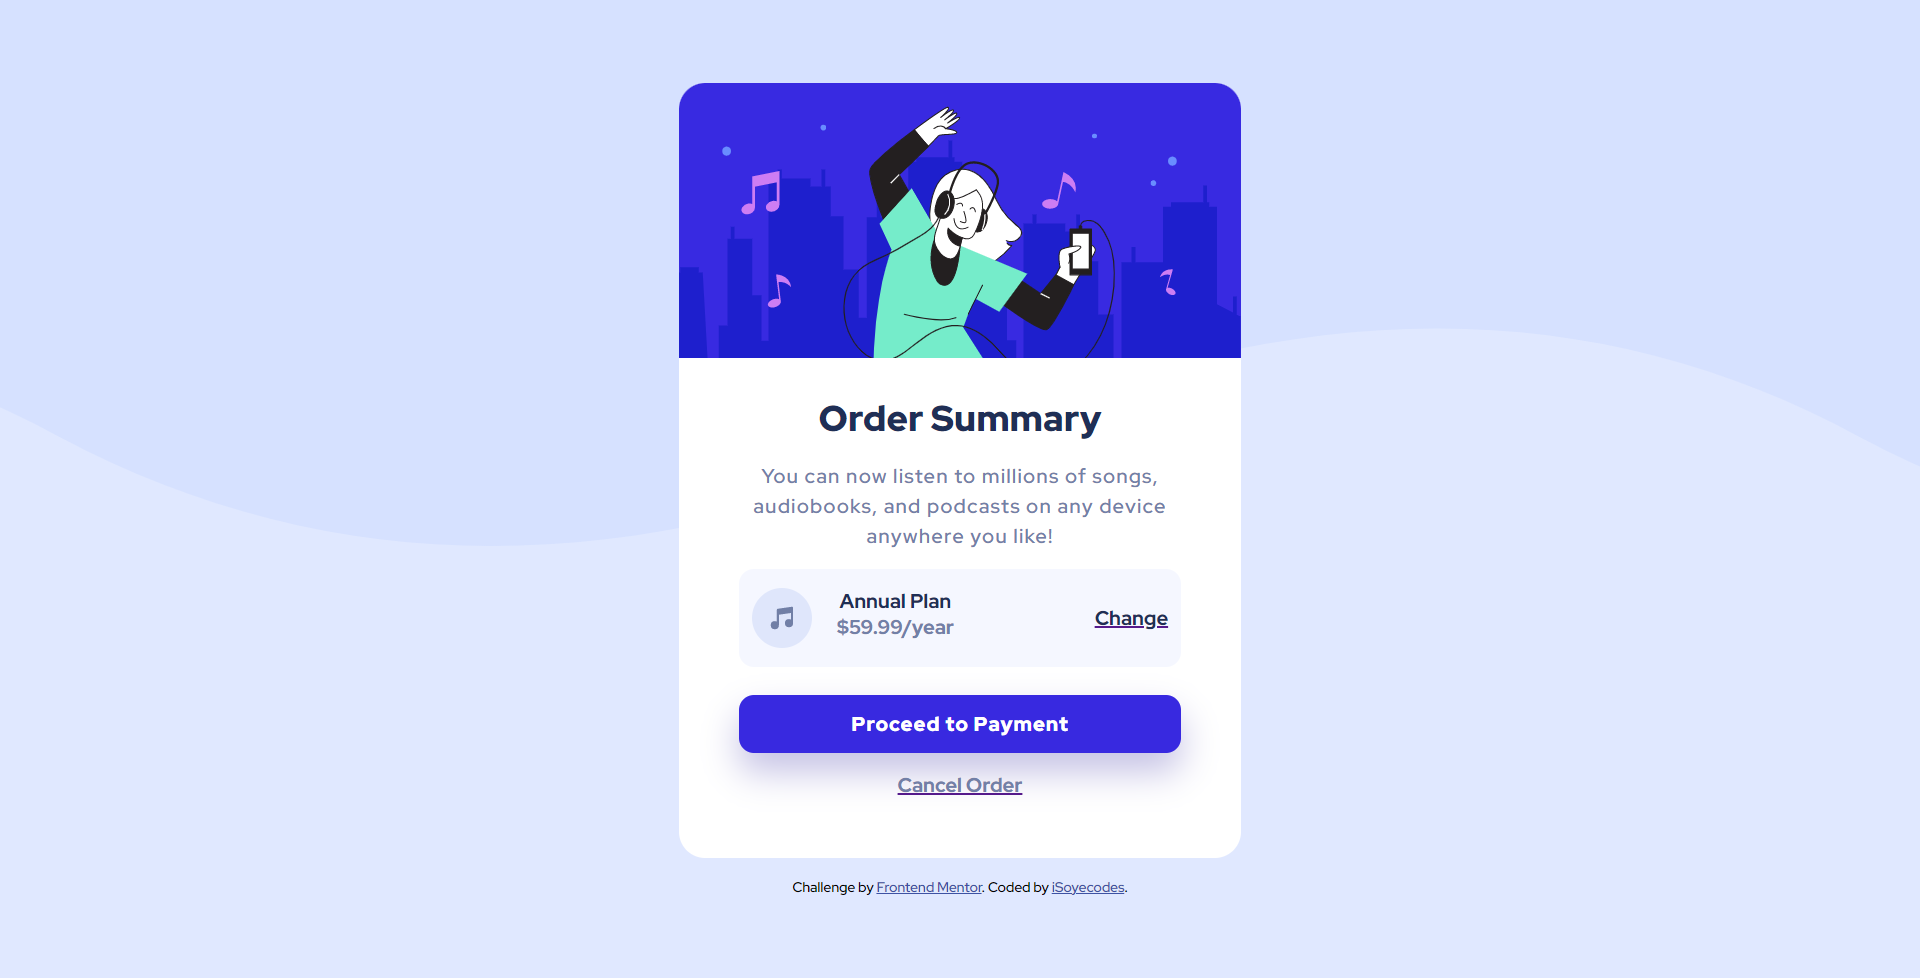 Order Summary
You can now listen to millions of songs,
audiobooks, and podcasts on any device
anywhere you like!
Annual Plan
$59.99/year
Change
Proceed to Payment
Cancel Order
Challenge by Frontend Mentor. Coded by iSoyecodes.